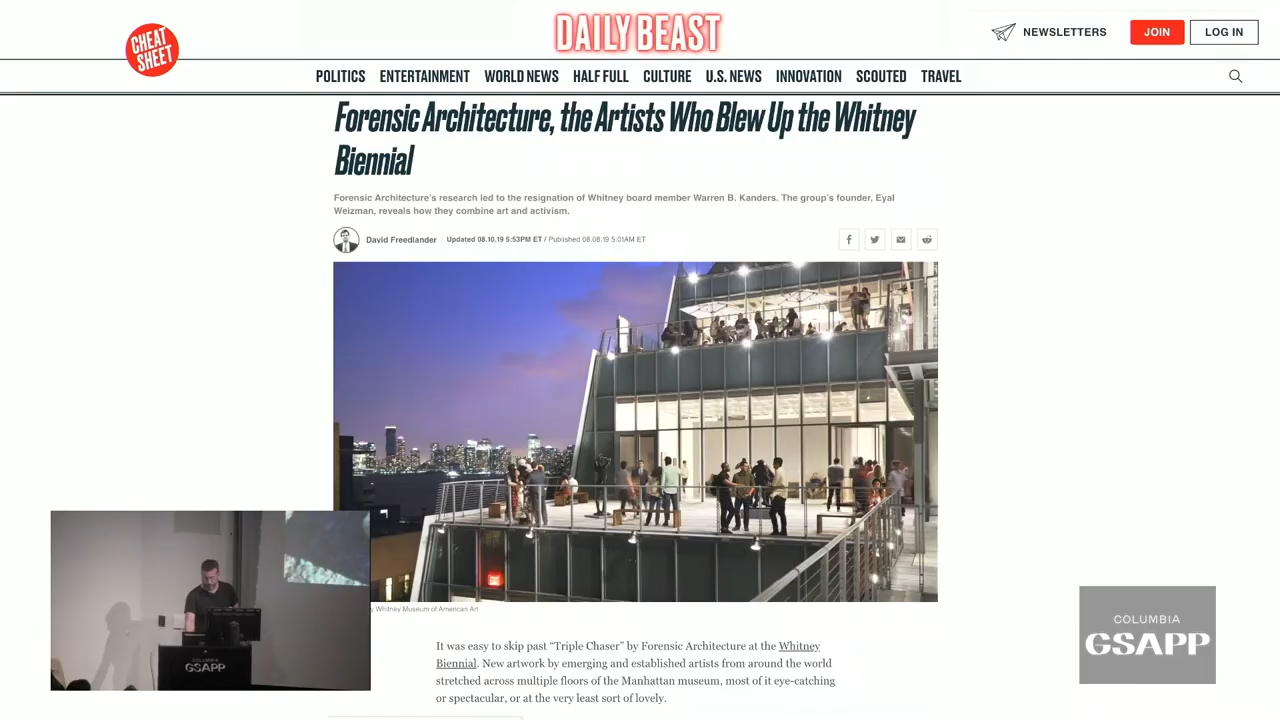 CHEAT
SHEET
DAILY BEAST
NEWSLETTERS
JOIN
LOG IN
POLITICS ENTERTAINMENT WORLD NEWS HALF FULL CULTURE U.S. NEWS INNOVATION SCOUTED TRAVEL
Forensic Architecture, the Artists Who Blew Up the Whitney
Biennial
Forensic Architecture's research led to the resignation of Whitney board member Warren B. Kanders. The group's founder, Eyal
Weizman, reveals how they combine art and activism.
David Freedlander Updated 08.10.19 5:53PM ET / Published 08.08.19 5:01AM ET
Whitney Museum of American Art
It was easy to skip past “Triple Chaser” by Forensic Architecture at the Whitney
Biennial. New artwork by emerging and established artists from around the world
stretched across multiple floors of the Manhattan museum, most of it eye-catching
or spectacular, or at the very least sort of lovely.
COLUMBIA
GSAPP
COLUMBIA
GSAPP